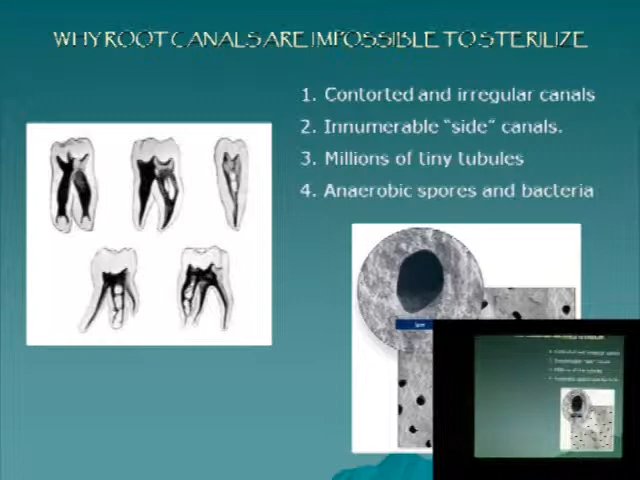 WHY ROOT CANALS ARE IMPOSSIBLE TO STERILIZE
1. Contorted and irregular canals
2. Innumerable “side” canals.
3. Millions of tiny tubules
4. Anaerobic spores and bacteria